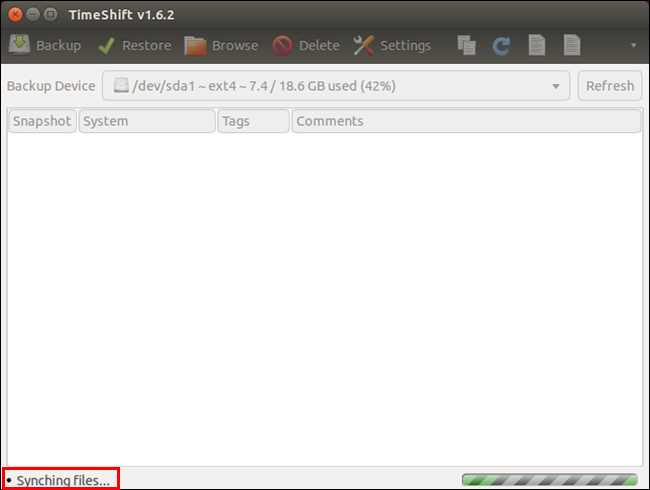 TimeShift v1.6.2
Backup Restore Browse Delete Settings
Backup Device /dev/sda1 ~ ext4 ~ 7.4 / 18.6 GB used (42%) Refresh
Snapshot System Tags Comments
• Synching files...